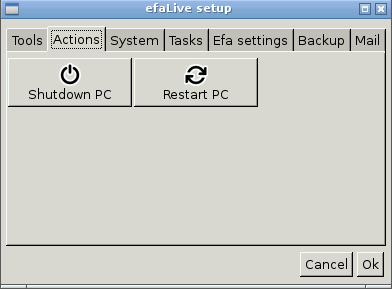 efaLive setup
Tools Actions System Tasks Efa settings Backup Mail
Shutdown PC Restart PC
Cancel Ok